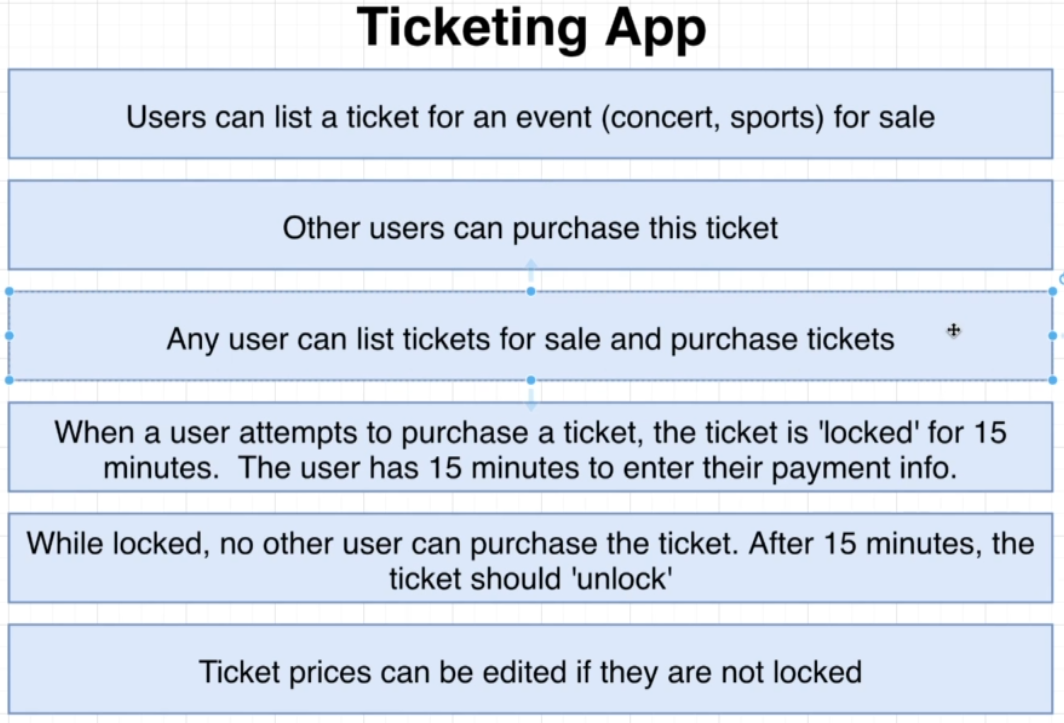 Ticketing App
Users can list a ticket for an event (concert, sports) for sale
Other users can purchase this ticket
Any user can list tickets for sale and purchase tickets
When a user attempts to purchase a ticket, the ticket is 'locked' for 15
minutes.  The user has 15 minutes to enter their payment info.
While locked, no other user can purchase the ticket. After 15 minutes, the
ticket should 'unlock'
Ticket prices can be edited if they are not locked